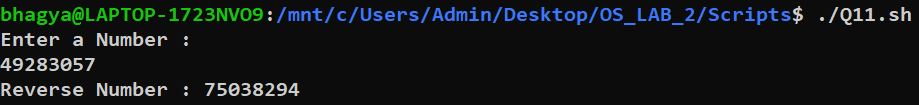 bhagya@LAPTOP-1723NVO9:/mnt/c/Users/Admin/Desktop/OS_LAB_2/Scripts$ ./Q11.sh
Enter a Number :
49283057
Reverse Number : 75038294